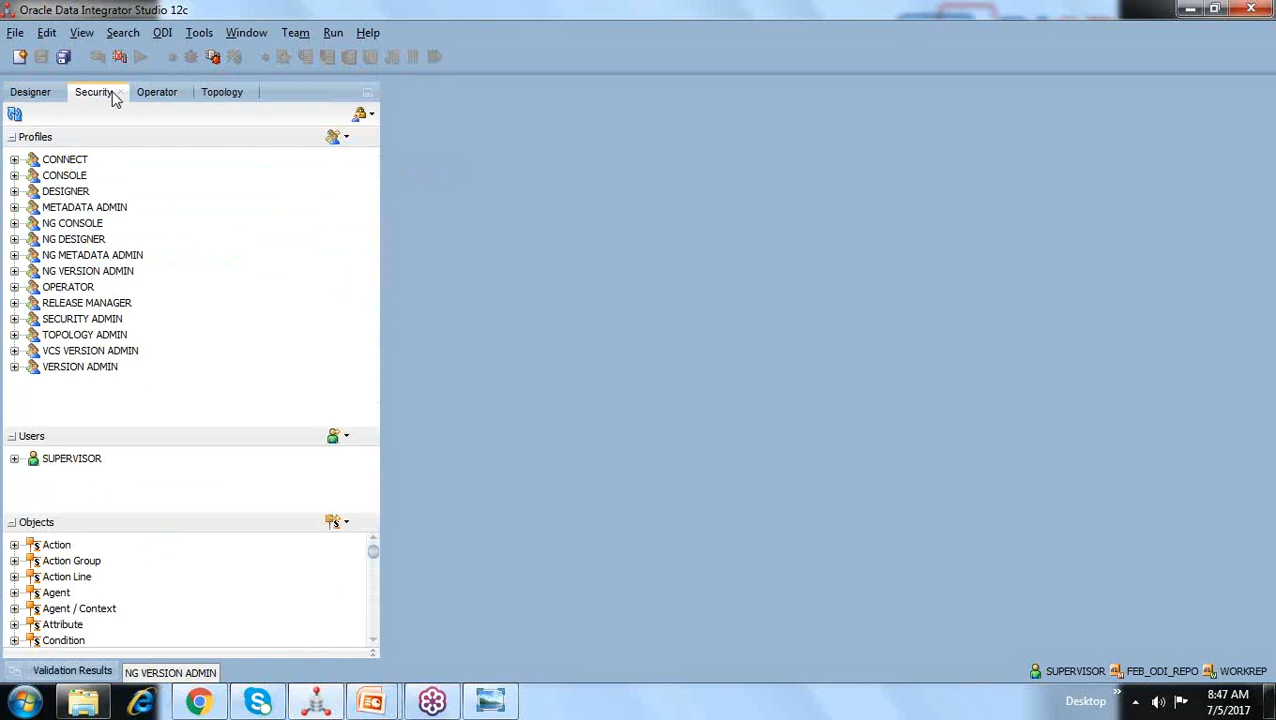 Oracle Data Integrator Studio 12c
File Edit View Search ODI Tools Window Team Run Help
Designer Security Operator Topology
Profiles
CONNECT
CONSOLE
DESIGNER
METADATA ADMIN
NG CONSOLE
NG DESIGNER
NG METADATA ADMIN
NG VERSION ADMIN
OPERATOR
RELEASE MANAGER
SECURITY ADMIN
TOPOLOGY ADMIN
VCS VERSION ADMIN
VERSION ADMIN
Users
SUPERVISOR
Objects
Action
Action Group
Action Line
Agent
Agent / Context
Attribute
Condition
Validation Results NG VERSION ADMIN SUPERVISOR FEB_ODI_REPO WORKREP
Desktop 8:47 AM
7/5/2017